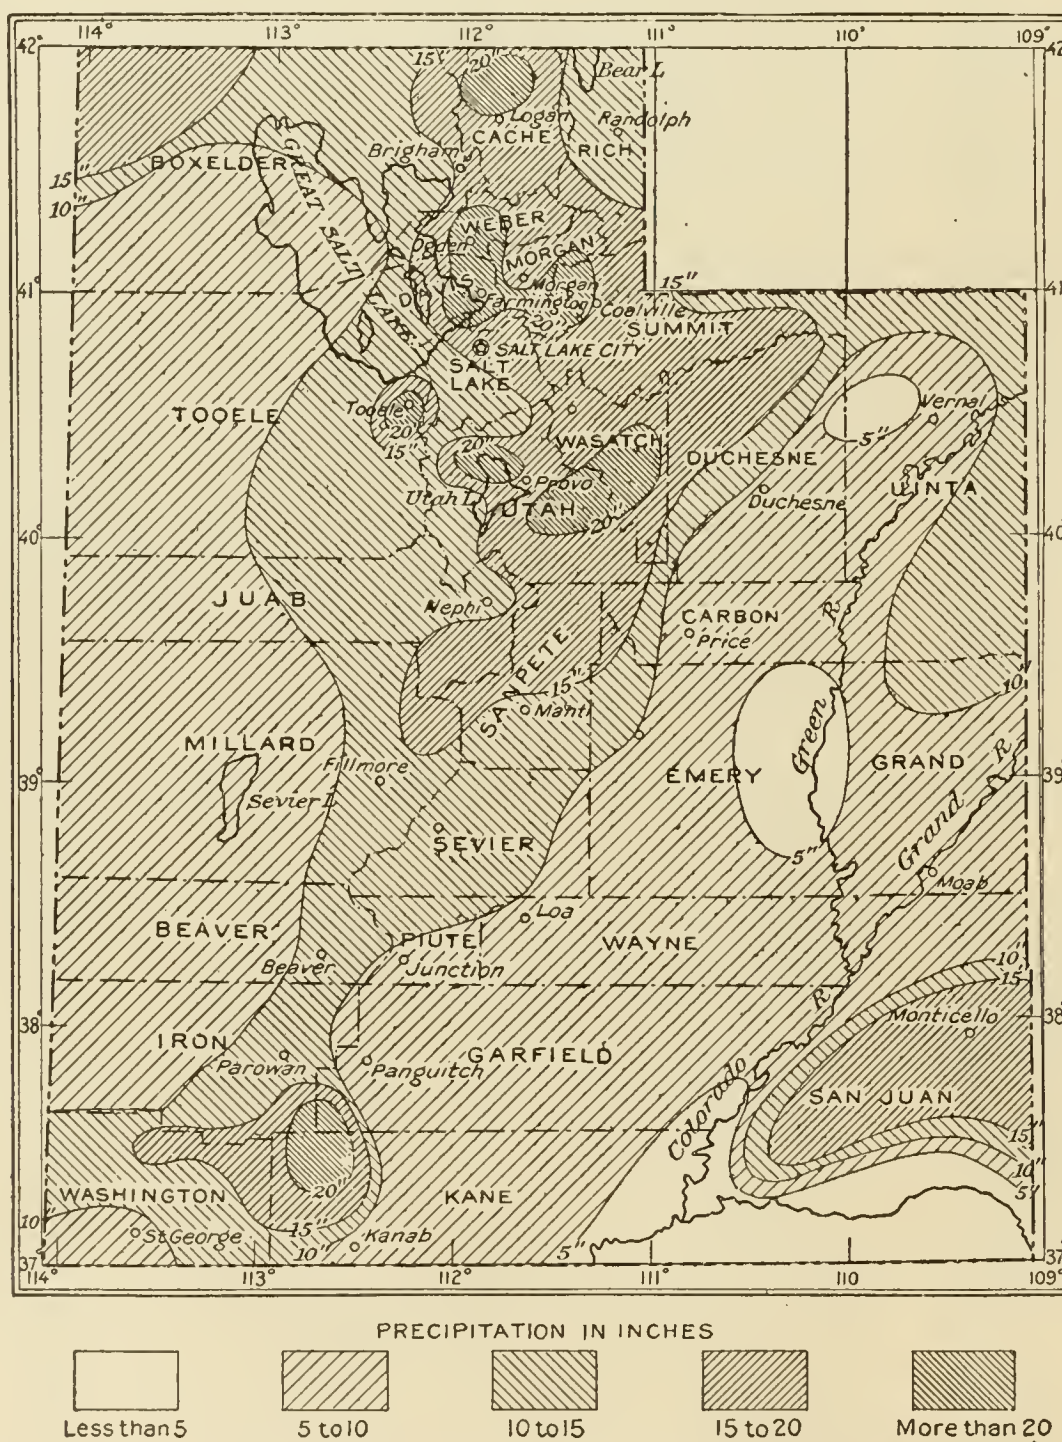 114° 113° 112° 111° 110° 109°
42° 42
15" 20" Bear L
Logan Randolph
CACHE
Brigham RICH
BOXELDER
15"
10"
GREAT SALT LAKE
WEBER
Ogden
MORGAN
Morgan
41° 15" 41
DAVIS Farmington Coalville
20" SUMMIT
SALT LAKE CITY
SALT
LAKE
TOOELE Tooele
20"
15"
5" Vernal
WASATCH
20" DUCHESNE
Provo UINTA
Utah L. Duchesne
UTAH 20"
40° 40
JUAB Nephi
CARBON
Price
R
SANPETE
15" 10"
Manti
MILLARD Green GRAND
Fillmore EMERY R
39° 39
Sevier L
Grand
SEVIER 5"
Moab
Loa
BEAVER PIUTE WAYNE
Beaver Junction 10"
15"
R
38° Monticello 38
IRON GARFIELD
Parowan Panguitch
SAN JUAN
Colorado
15"
WASHINGTON KANE 10"
20" 5"
10" 15"
St George 10" Kanab
37° 5" 37
114° 113° 112° 111° 110 109°
PRECIPITATION IN INCHES
Less than 5 5 to 10 10 to 15 15 to 20 More than 20